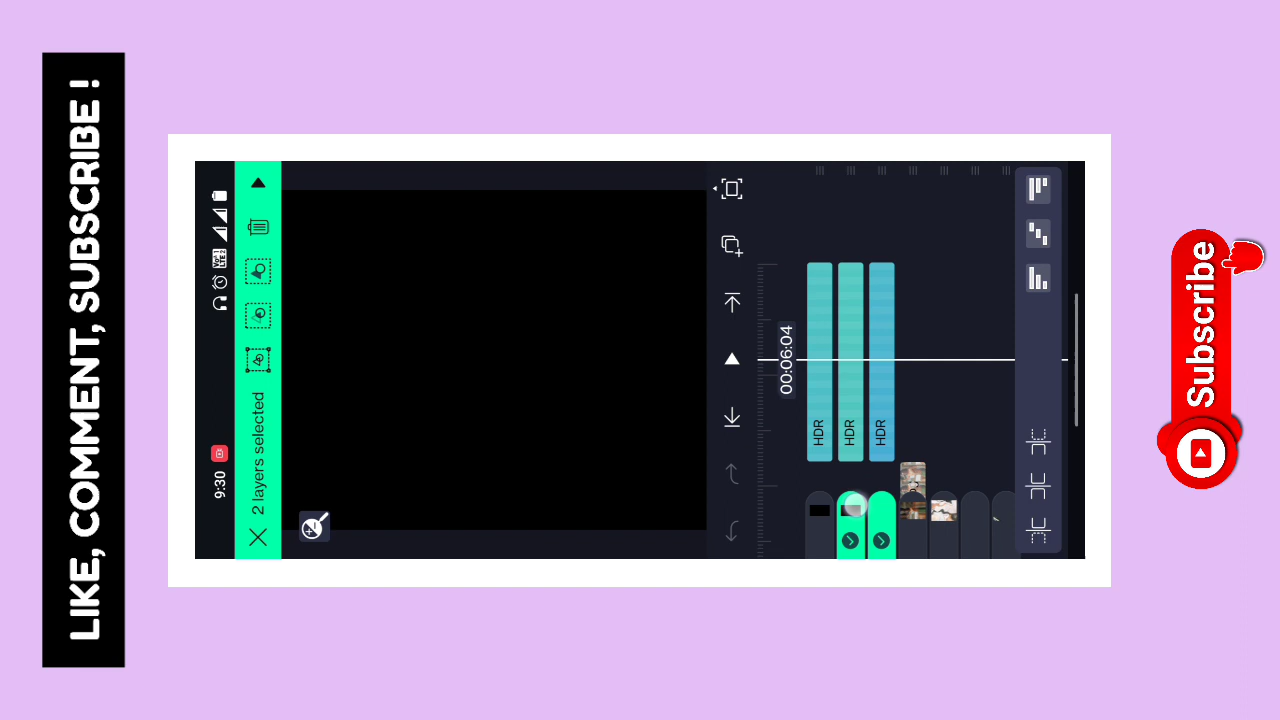 LIKE, COMMENT, SUBSCRIBE !
9:30
2 layers selected
00:06:04
HDR
HDR
HDR
Subscribe